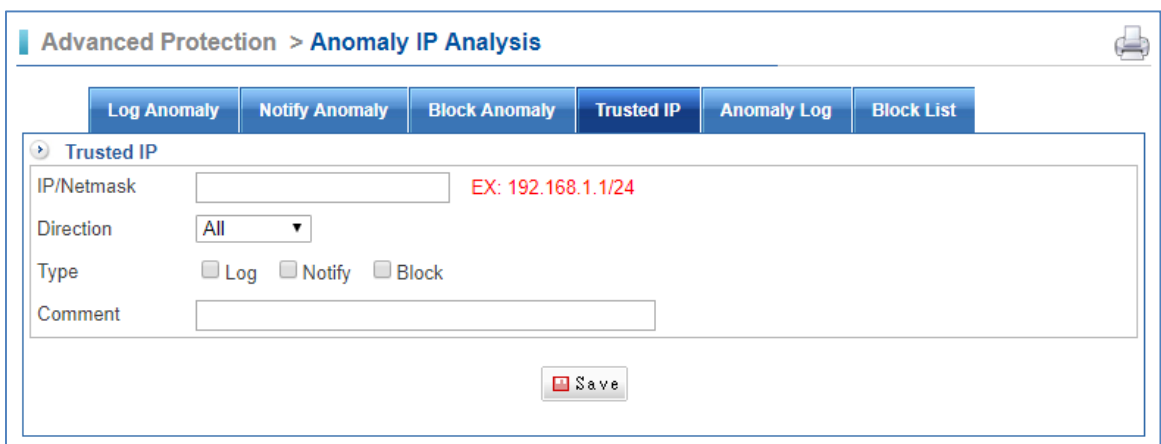 Advanced Protection > Anomaly IP Analysis
Log Anomaly Notify Anomaly Block Anomaly Trusted IP Anomaly Log Block List
Trusted IP
IP/Netmask EX: 192.168.1.1/24
Direction All
Type Log Notify Block
Comment
Save